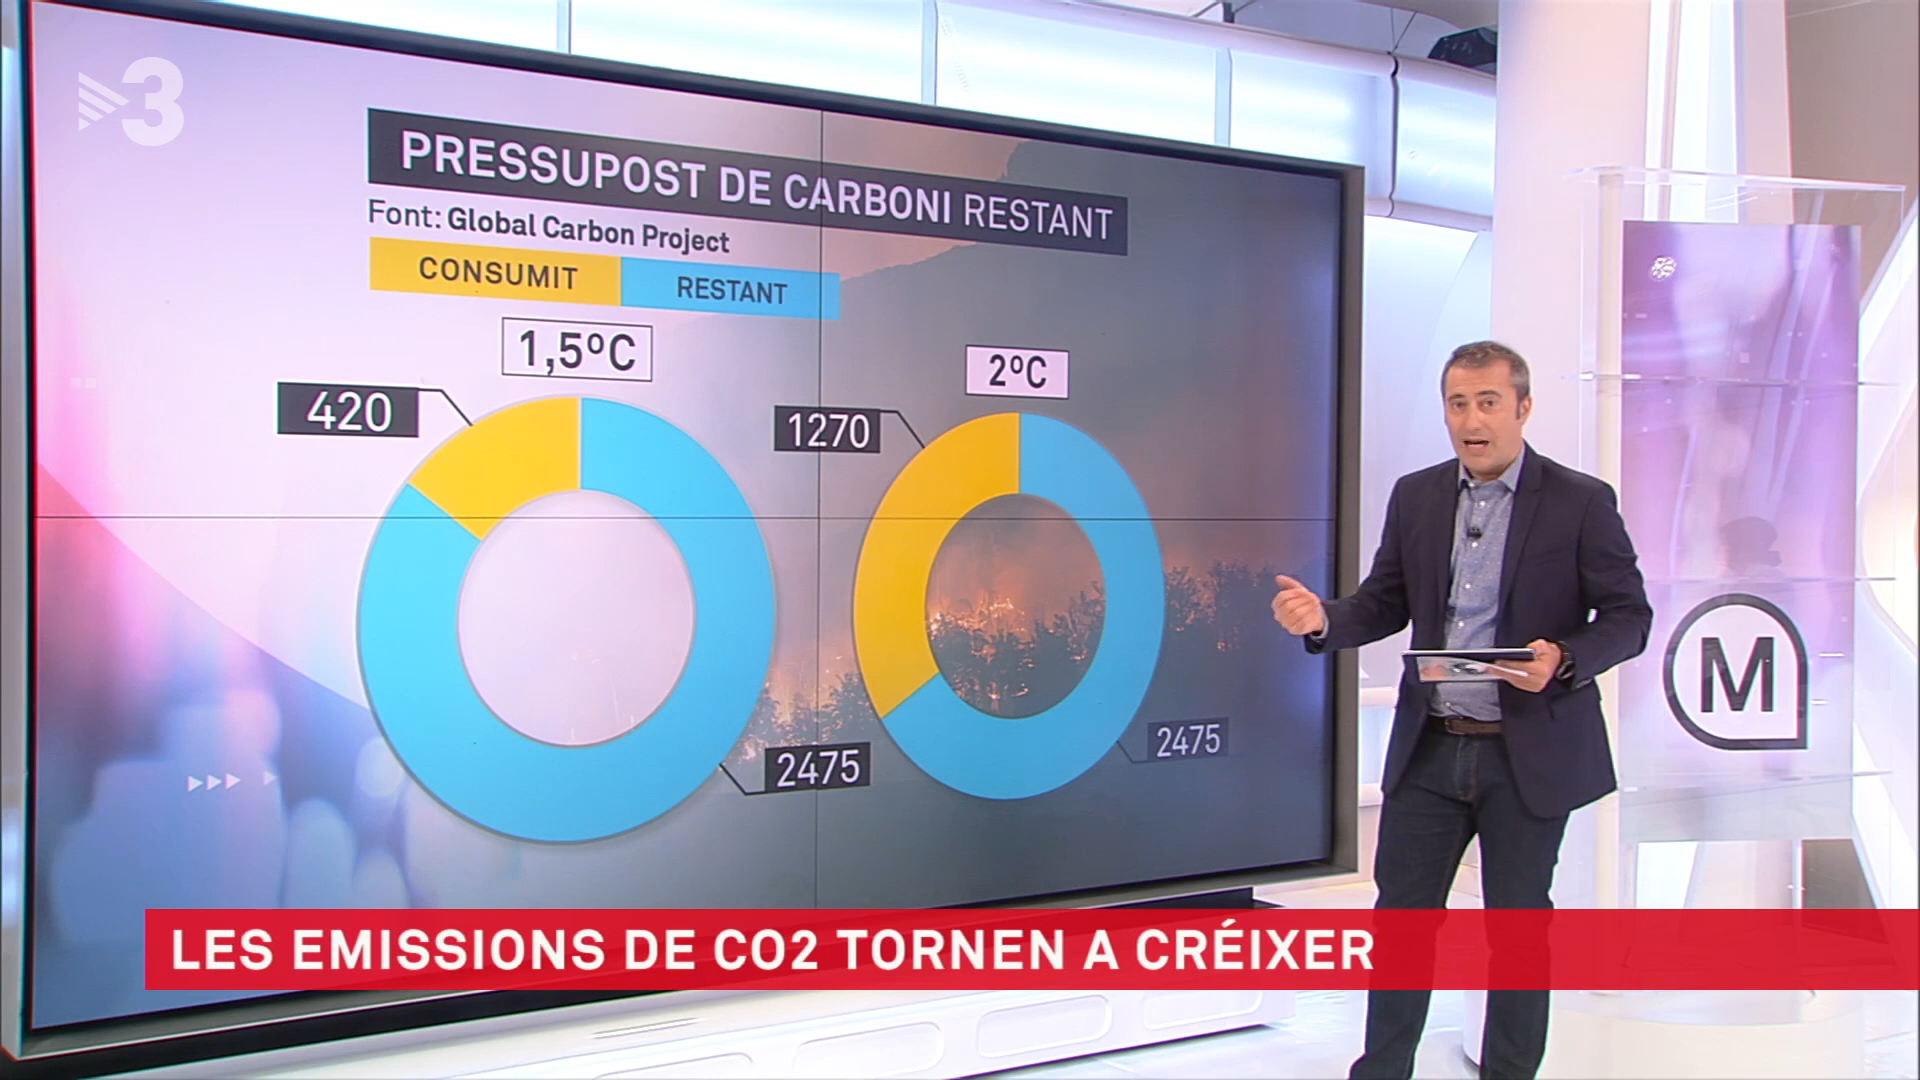 3
PRESSUPOST DE CARBONI RESTANT
Font: Global Carbon Project
CONSUMIT RESTANT
1,5ºC
2ºC
420
1270
2475
2475
M
LES EMISSIONS DE CO2 TORNEN A CRÉIXER